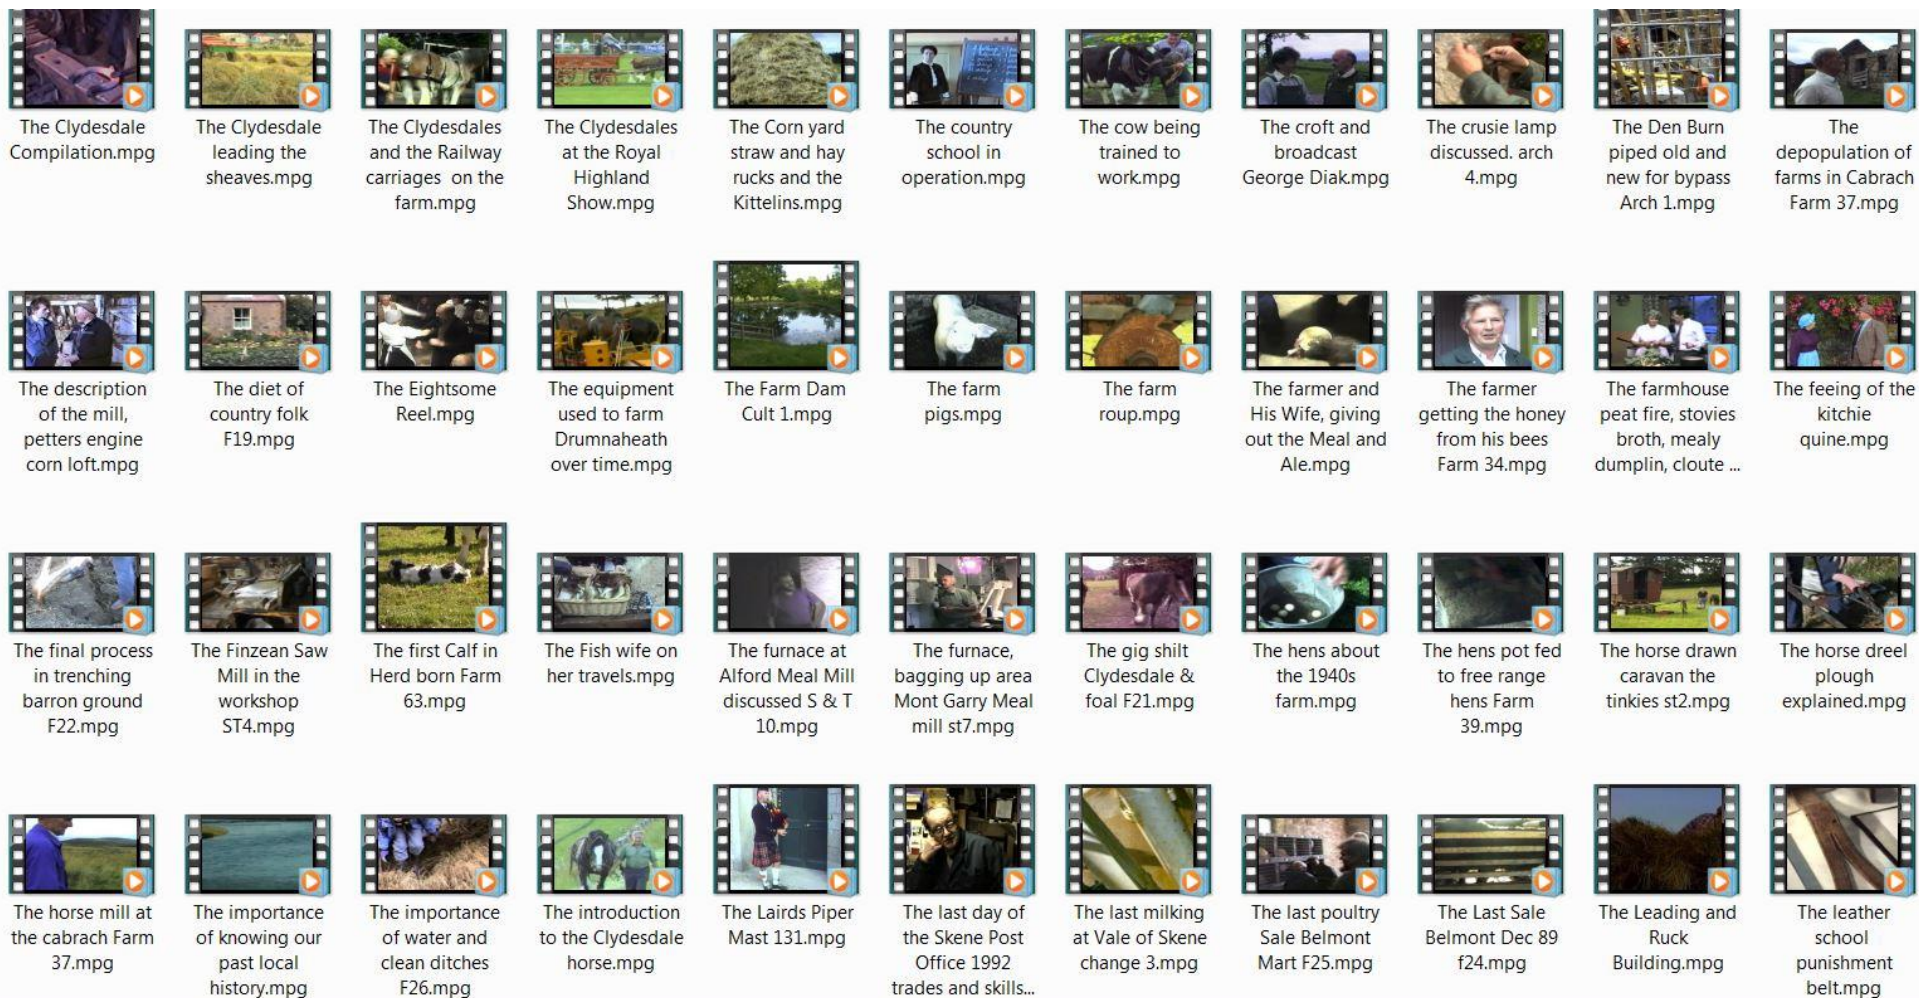 The Clydesdale
Compilation.mpg
The Clydesdale
leading the
sheaves.mpg
The Clydesdales
and the Railway
carriages on the
farm.mpg
The Clydesdales
at the Royal
Highland
Show.mpg
The Corn yard
straw and hay
rucks and the
Kittelins.mpg
The country
school in
operation.mpg
The cow being
trained to
work.mpg
The croft and
broadcast
George Diak.mpg
The crusie lamp
discussed. arch
4.mpg
The Den Burn
piped old and
new for bypass
Arch 1.mpg
The
depopulation of
farms in Cabrach
Farm 37.mpg
The description
of the mill,
petters engine
corn loft.mpg
The diet of
country folk
F19.mpg
The Eightsome
Reel.mpg
The equipment
used to farm
Drumnaheath
over time.mpg
The Farm Dam
Cult 1.mpg
The farm
pigs.mpg
The farm
roup.mpg
The farmer and
His Wife, giving
out the Meal and
Ale.mpg
The farmer
getting the honey
from his bees
Farm 34.mpg
The farmhouse
peat fire, stovies
broth, mealy
dumplin, cloute ...
The feeing of the
kitchie
quine.mpg
The final process
in trenching
barron ground
F22.mpg
The Finzean Saw
Mill in the
workshop
ST4.mpg
The first Calf in
Herd born Farm
63.mpg
The Fish wife on
her travels.mpg
The furnace at
Alford Meal Mill
discussed S & T
10.mpg
The furnace,
bagging up area
Mont Garry Meal
mill st7.mpg
The gig shilt
Clydesdale &
foal F21.mpg
The hens about
the 1940s
farm.mpg
The hens pot fed
to free range
hens Farm
39.mpg
The horse drawn
caravan the
tinkies st2.mpg
The horse dreel
plough
explained.mpg
The horse mill at
the cabrach Farm
37.mpg
The importance
of knowing our
past local
history.mpg
The importance
of water and
clean ditches
F26.mpg
The introduction
to the Clydesdale
horse.mpg
The Lairds Piper
Mast 131.mpg
The last day of
the Skene Post
Office 1992
trades and skills...
The last milking
at Vale of Skene
change 3.mpg
The last poultry
Sale Belmont
Mart F25.mpg
The Last Sale
Belmont Dec 89
f24.mpg
The Leading and
Ruck
Building.mpg
The leather
school
punishment
belt.mpg